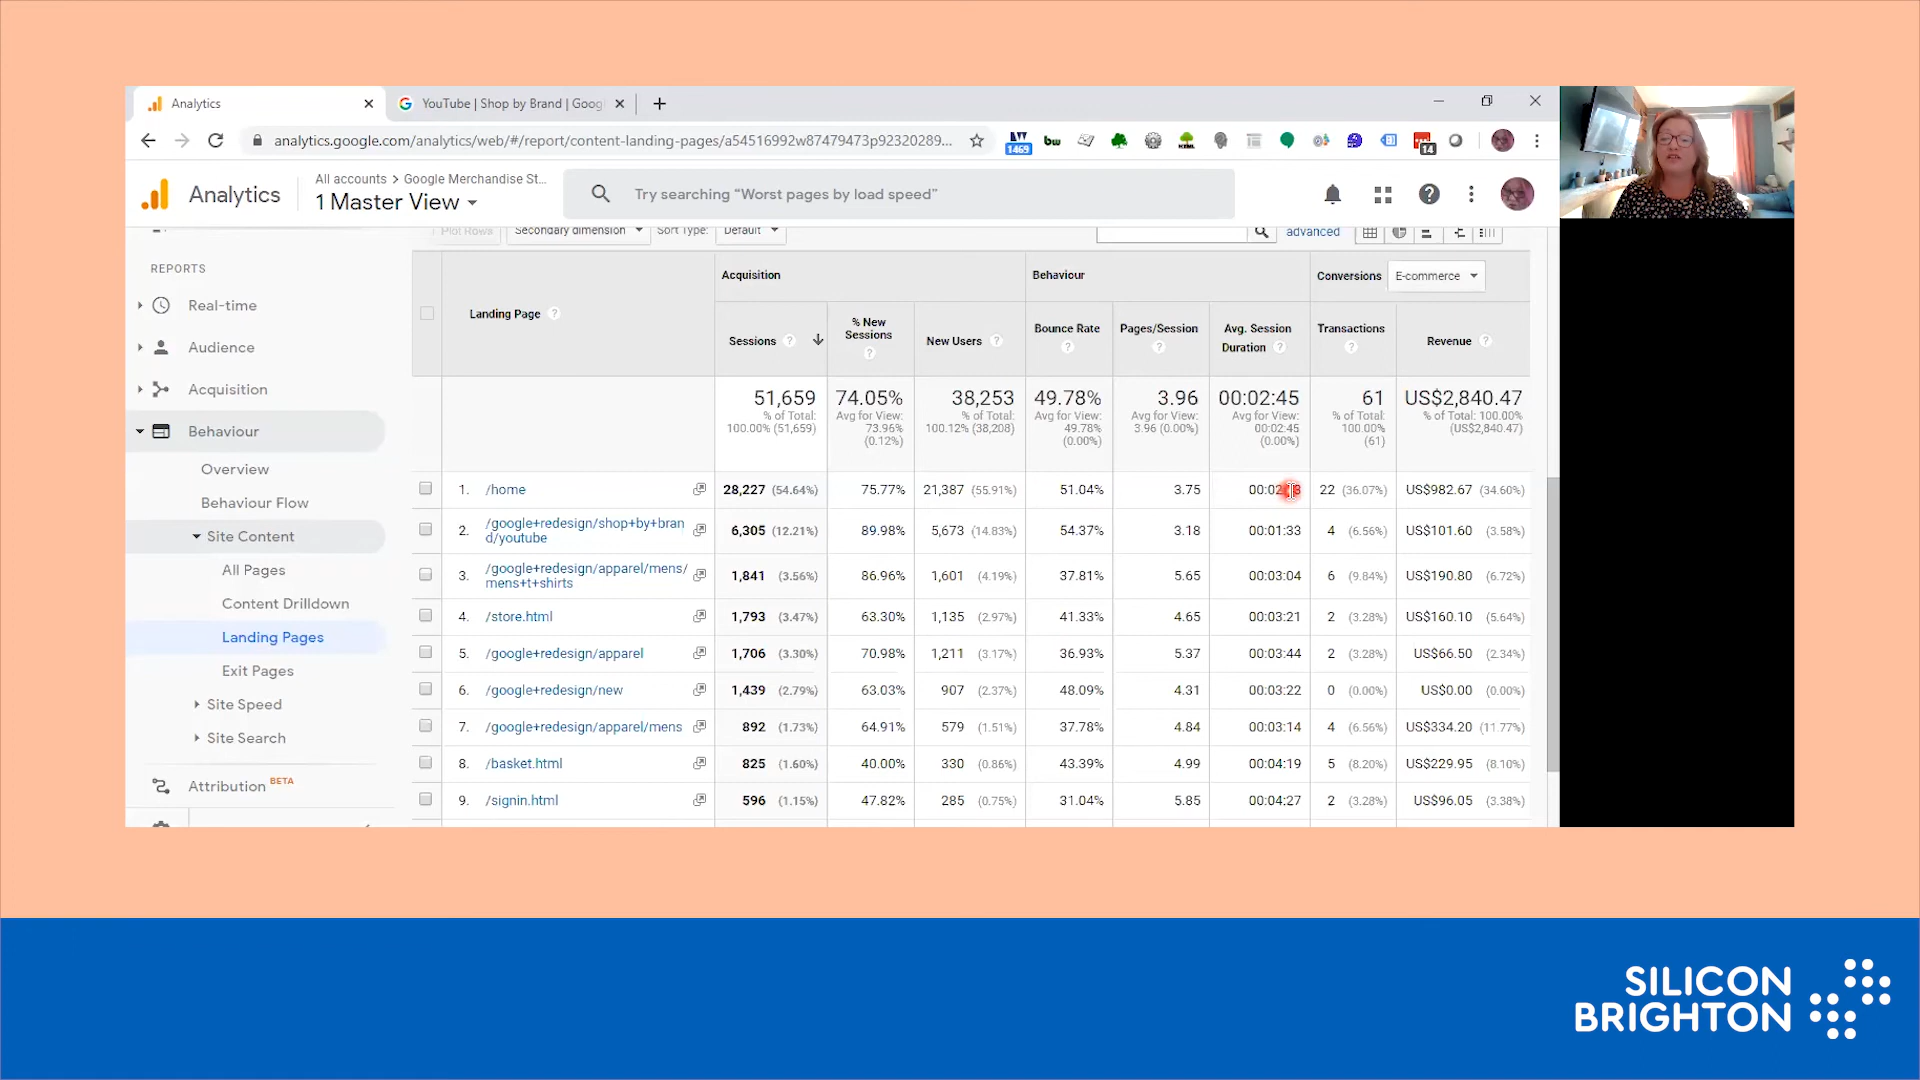 Analytics
YouTube | Shop by Brand | Goog
analytics.google.com/analytics/web/#/report/content-landing-pages/a54516992w87479473p92320289...
1469
bw
14
Analytics
All accounts > Google Merchandise St...
1 Master View
Try searching “Worst pages by load speed”
Plot Rows
Secondary dimension
Sort Type:
Default
advanced
REPORTS
Real-time
Audience
Acquisition
Behaviour
Overview
Behaviour Flow
Site Content
All Pages
Content Drilldown
Landing Pages
Exit Pages
Site Speed
Site Search
Attribution BETA
Acquisition
Behaviour
Conversions
E-commerce
Landing Page
Sessions
% New
Sessions
New Users
Bounce Rate
Pages/Session
Avg. Session
Duration
Transactions
Revenue
51,659
% of Total:
100.00% (51,659)
74.05%
Avg for View:
73.96%
(0.12%)
38,253
% of Total:
100.12% (38,208)
49.78%
Avg for View:
49.78%
(0.00%)
3.96
Avg for View:
3.96 (0.00%)
00:02:45
Avg for View:
00:02:45
(0.00%)
61
% of Total:
100.00%
(61)
US$2,840.47
% of Total: 100.00%
(US$2,840.47)
1. /home 28,227 (54.64%) 75.77% 21,387 (55.91%) 51.04% 3.75 22 (36.07%) US$982.67 (34.60%)
2. /google+redesign/shop+by+bran
d/youtube 6,305 (12.21%) 89.98% 5,673 (14.83%) 54.37% 3.18 00:01:33 4 (6.56%) US$101.60 (3.58%)
3. /google+redesign/apparel/mens/
mens+t+shirts 1,841 (3.56%) 86.96% 1,601 (4.19%) 37.81% 5.65 00:03:04 6 (9.84%) US$190.80 (6.72%)
4. /store.html 1,793 (3.47%) 63.30% 1,135 (2.97%) 41.33% 4.65 00:03:21 2 (3.28%) US$160.10 (5.64%)
5. /google+redesign/apparel 1,706 (3.30%) 70.98% 1,211 (3.17%) 36.93% 5.37 00:03:44 2 (3.28%) US$66.50 (2.34%)
6. /google+redesign/new 1,439 (2.79%) 63.03% 907 (2.37%) 48.09% 4.31 00:03:22 0 (0.00%) US$0.00 (0.00%)
7. /google+redesign/apparel/mens 892 (1.73%) 64.91% 579 (1.51%) 37.78% 4.84 00:03:14 4 (6.56%) US$334.20 (11.77%)
8. /basket.html 825 (1.60%) 40.00% 330 (0.86%) 43.39% 4.99 00:04:19 5 (8.20%) US$229.95 (8.10%)
9. /signin.html 596 (1.15%) 47.82% 285 (0.75%) 31.04% 5.85 00:04:27 2 (3.28%) US$96.05 (3.38%)
SILICON
BRIGHTON